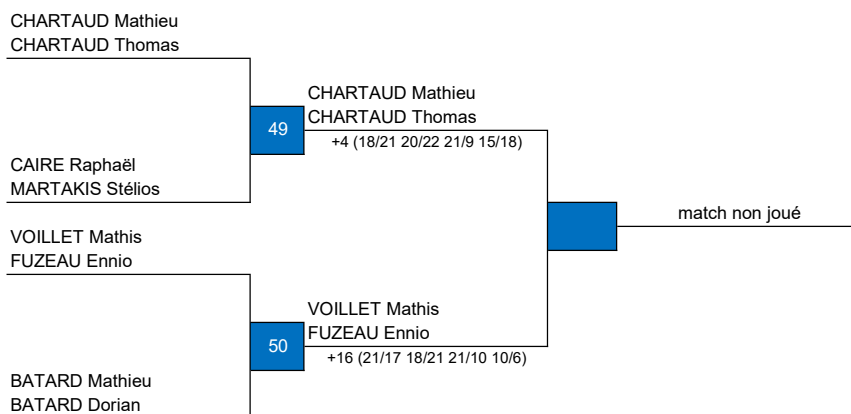 CHARTAUD Mathieu
CHARTAUD Thomas
49
CHARTAUD Mathieu
CHARTAUD Thomas
+4 (18/21 20/22 21/9 15/18)
CAIRE Raphaël
MARTAKIS Stélios
match non joué
VOILLET Mathis
FUZEAU Ennio
50
VOILLET Mathis
FUZEAU Ennio
+16 (21/17 18/21 21/10 10/6)
BATARD Mathieu
BATARD Dorian